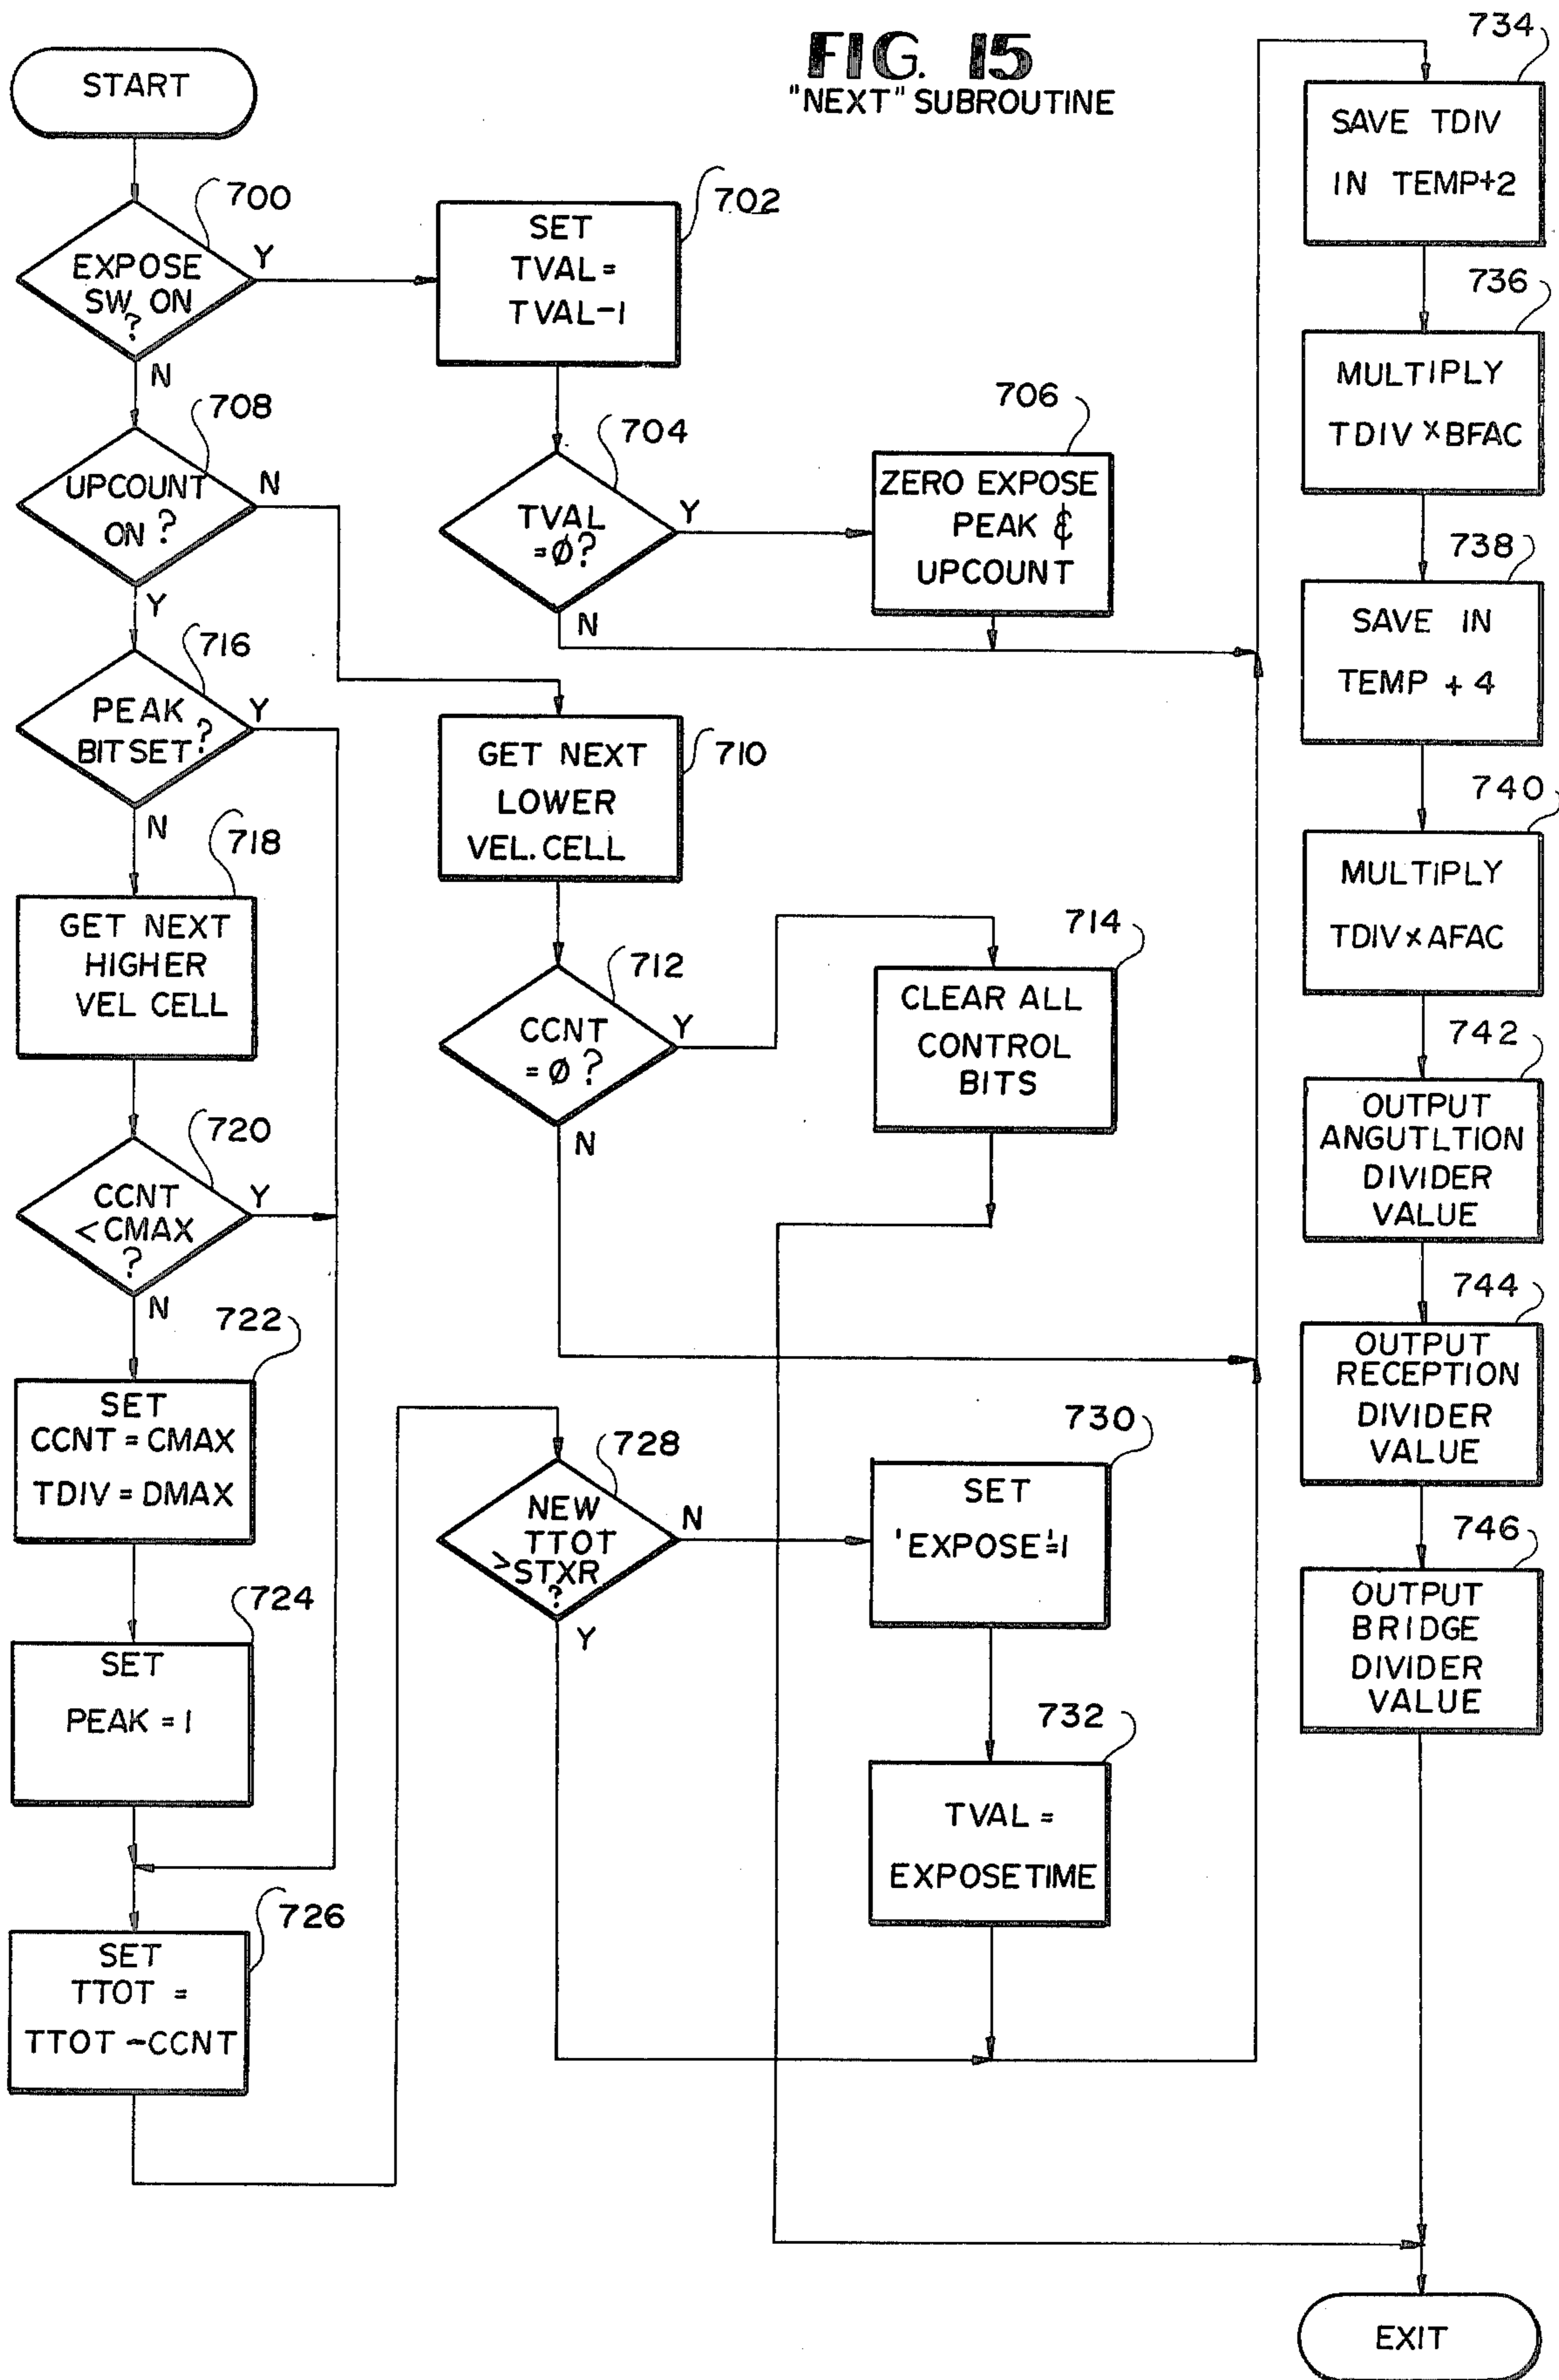 FIG. 15
"NEXT" SUBROUTINE
START
700
EXPOSE
SW ON
?
Y
N
702
SET
TVAL =
TVAL-1
704
TVAL
=Ø?
Y
N
706
ZERO EXPOSE
PEAK &
UPCOUNT
708
UPCOUNT
ON ?
N
Y
710
GET NEXT
LOWER
VEL. CELL
712
CCNT
= Ø ?
Y
N
714
CLEAR ALL
CONTROL
BITS
716
PEAK
BIT SET?
Y
N
718
GET NEXT
HIGHER
VEL CELL
720
CCNT
< CMAX
?
Y
N
722
SET
CCNT = CMAX
TDIV = DMAX
724
SET
PEAK = 1
726
SET
TTOT =
TTOT -CCNT
728
NEW
TTOT
>STXR
?
N
Y
730
SET
'EXPOSE'=1
732
TVAL =
EXPOSETIME
734
SAVE TDIV
IN TEMP+2
736
MULTIPLY
TDIV X BFAC
738
SAVE IN
TEMP + 4
740
MULTIPLY
TDIV X AFAC
742
OUTPUT
ANGUTLTION
DIVIDER
VALUE
744
OUTPUT
RECEPTION
DIVIDER
VALUE
746
OUTPUT
BRIDGE
DIVIDER
VALUE
EXIT